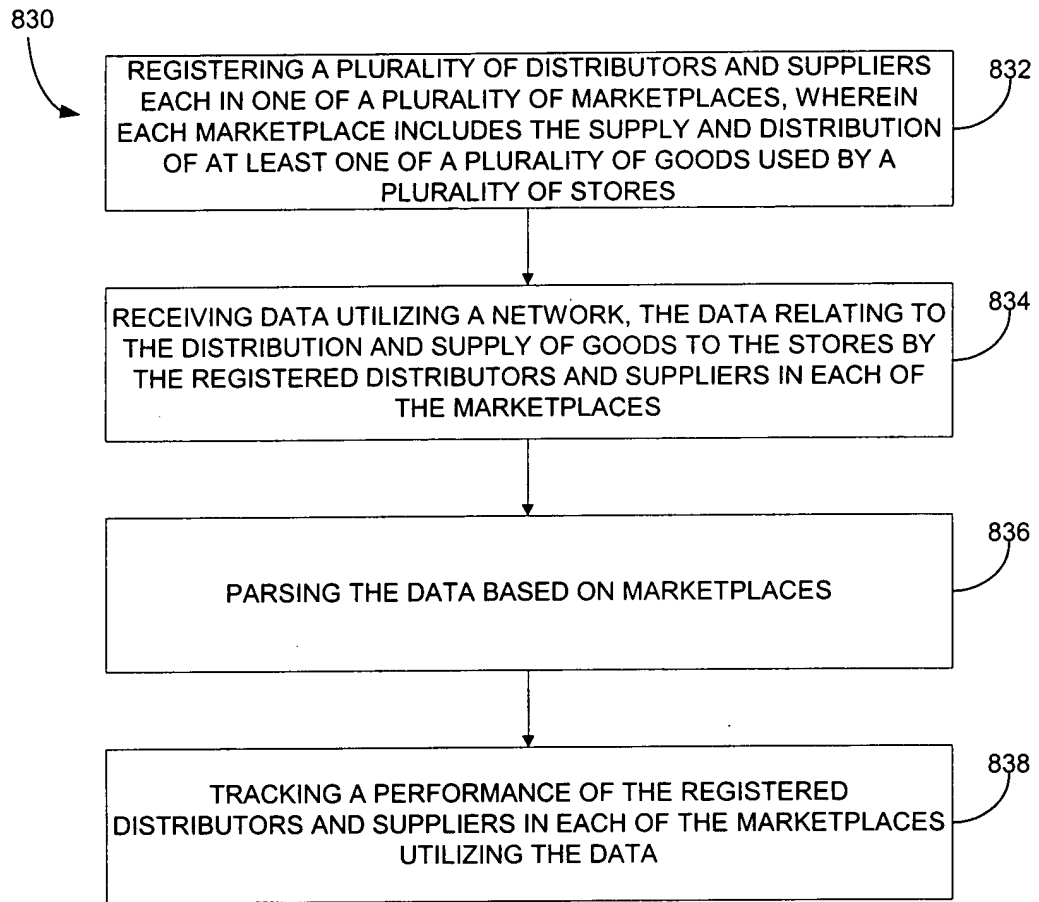 830
REGISTERING A PLURALITY OF DISTRIBUTORS AND SUPPLIERS
EACH IN ONE OF A PLURALITY OF MARKETPLACES, WHEREIN
EACH MARKETPLACE INCLUDES THE SUPPLY AND DISTRIBUTION
OF AT LEAST ONE OF A PLURALITY OF GOODS USED BY A
PLURALITY OF STORES
832
RECEIVING DATA UTILIZING A NETWORK, THE DATA RELATING TO
THE DISTRIBUTION AND SUPPLY OF GOODS TO THE STORES BY
THE REGISTERED DISTRIBUTORS AND SUPPLIERS IN EACH OF
THE MARKETPLACES
834
PARSING THE DATA BASED ON MARKETPLACES
836
TRACKING A PERFORMANCE OF THE REGISTERED
DISTRIBUTORS AND SUPPLIERS IN EACH OF THE MARKETPLACES
UTILIZING THE DATA
838